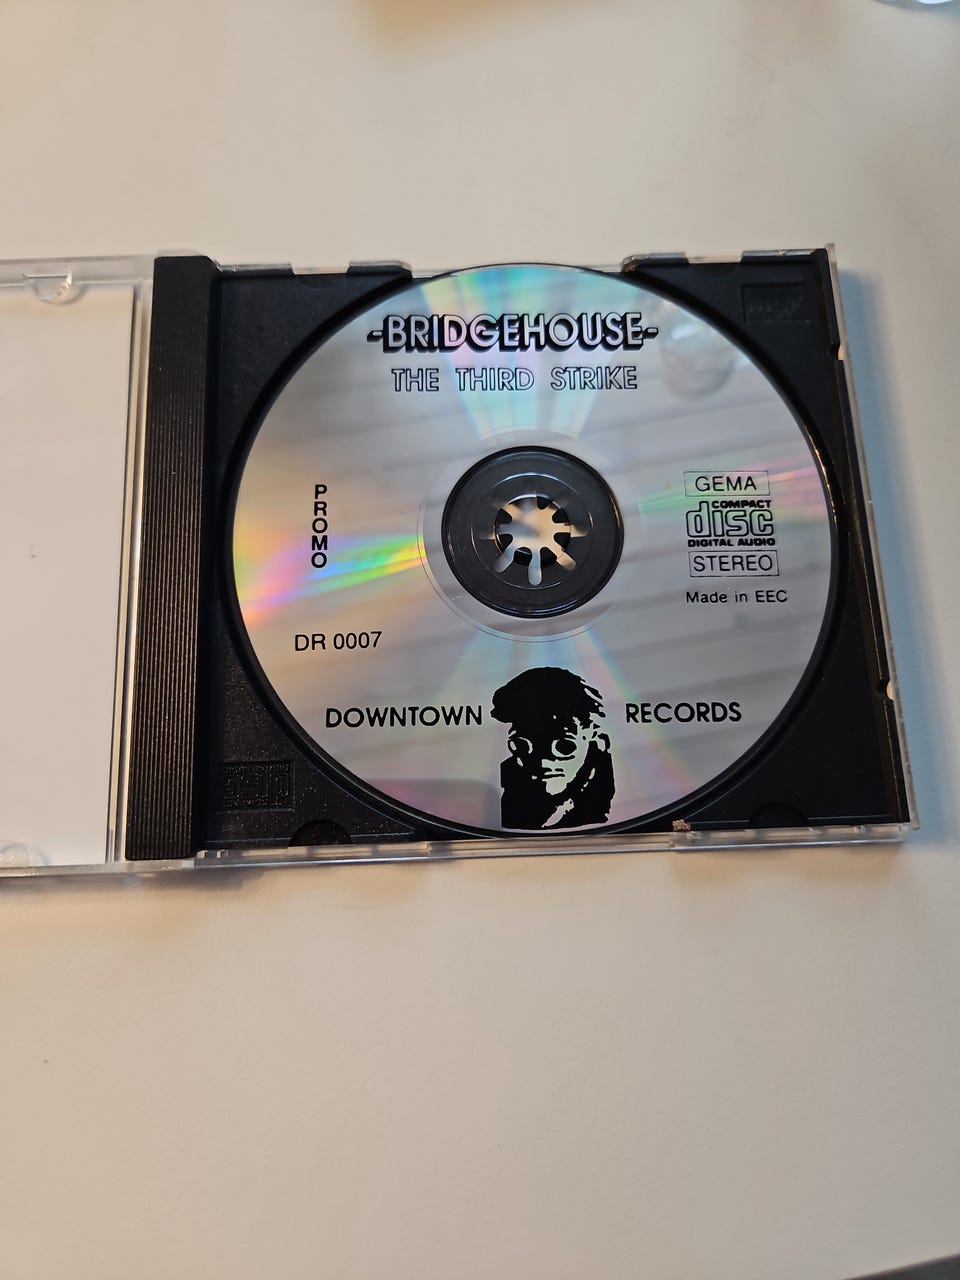 -BRIDGEHOUSE-
THE THIRD STRIKE
PROMO
GEMA
COMPACT
disc
DIGITAL AUDIO
STEREO
Made in EEC
DR 0007
DOWNTOWN RECORDS